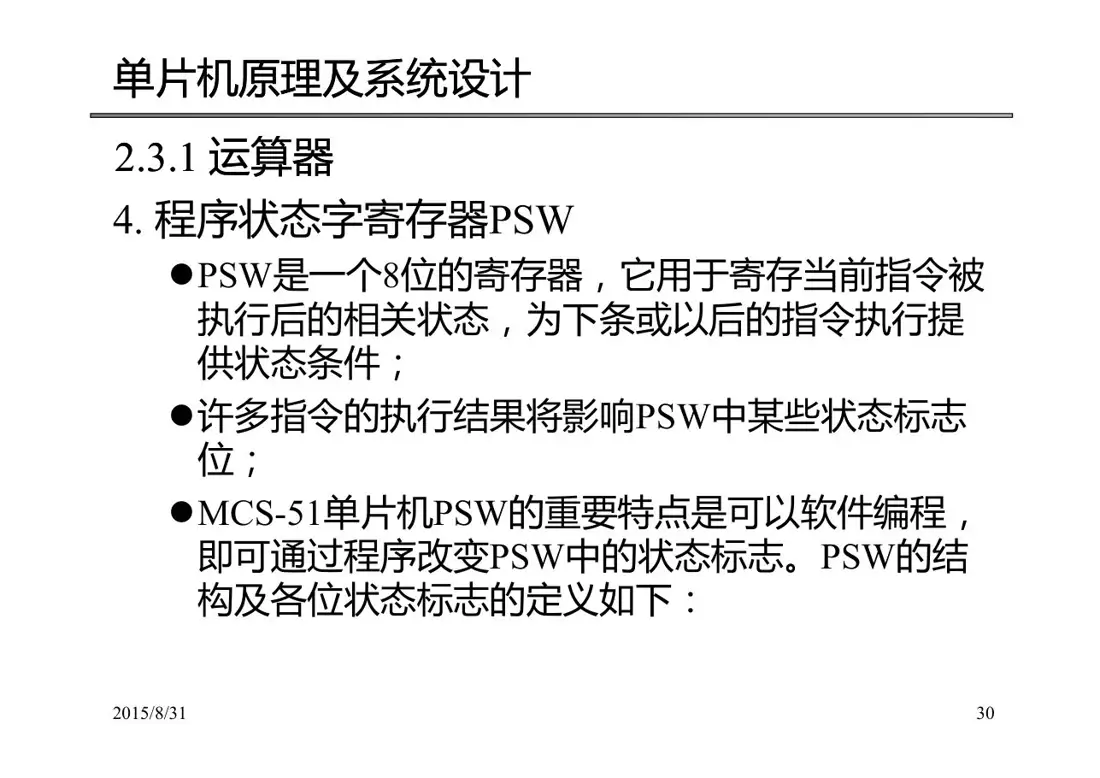 单片机原理及系统设计
2.3.1 运算器
4. 程序状态字寄存器PSW
●PSW是一个8位的寄存器，它用于寄存当前指令被
执行后的相关状态，为下条或以后的指令执行提
供状态条件；
●许多指令的执行结果将影响PSW中某些状态标志
位；
●MCS-51单片机PSW的重要特点是可以软件编程，
即可通过程序改变PSW中的状态标志。PSW的结
构及各位状态标志的定义如下：
2015/8/31
30